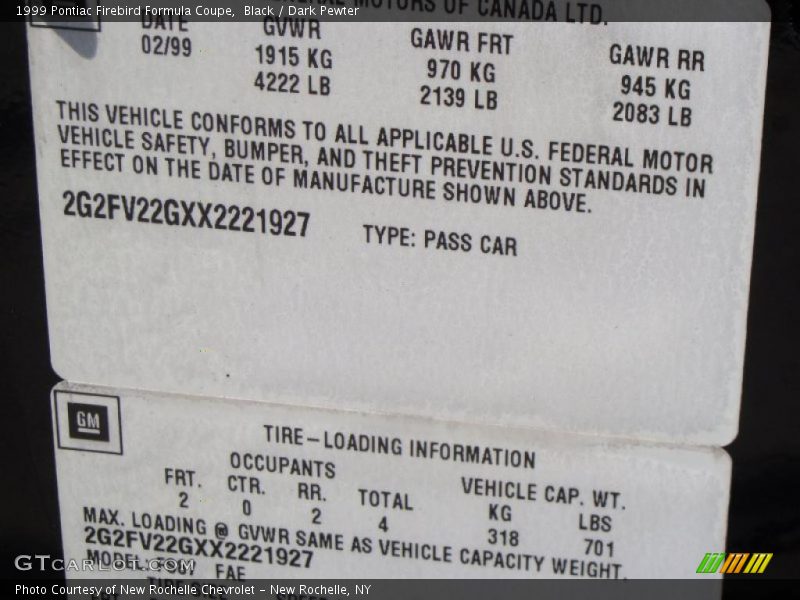 1999 Pontiac Firebird Formula Coupe, Black / Dark Pewter
MOTORS OF CANADA LTD.
DATE GVWR GAWR FRT GAWR RR
02/99 1915 KG 970 KG 945 KG
4222 LB 2139 LB 2083 LB
THIS VEHICLE CONFORMS TO ALL APPLICABLE U.S. FEDERAL MOTOR
VEHICLE SAFETY, BUMPER, AND THEFT PREVENTION STANDARDS IN
EFFECT ON THE DATE OF MANUFACTURE SHOWN ABOVE.
2G2FV22GXX2221927 TYPE: PASS CAR
GM
TIRE-LOADING INFORMATION
OCCUPANTS VEHICLE CAP. WT.
FRT. CTR. RR. TOTAL KG LBS
2 0 2 4 318 701
MAX. LOADING @ GVWR SAME AS VEHICLE CAPACITY WEIGHT.
2G2FV22GXX2221927
MODEL: FAE
GTCarLot.com
Photo Courtesy of New Rochelle Chevrolet - New Rochelle, NY